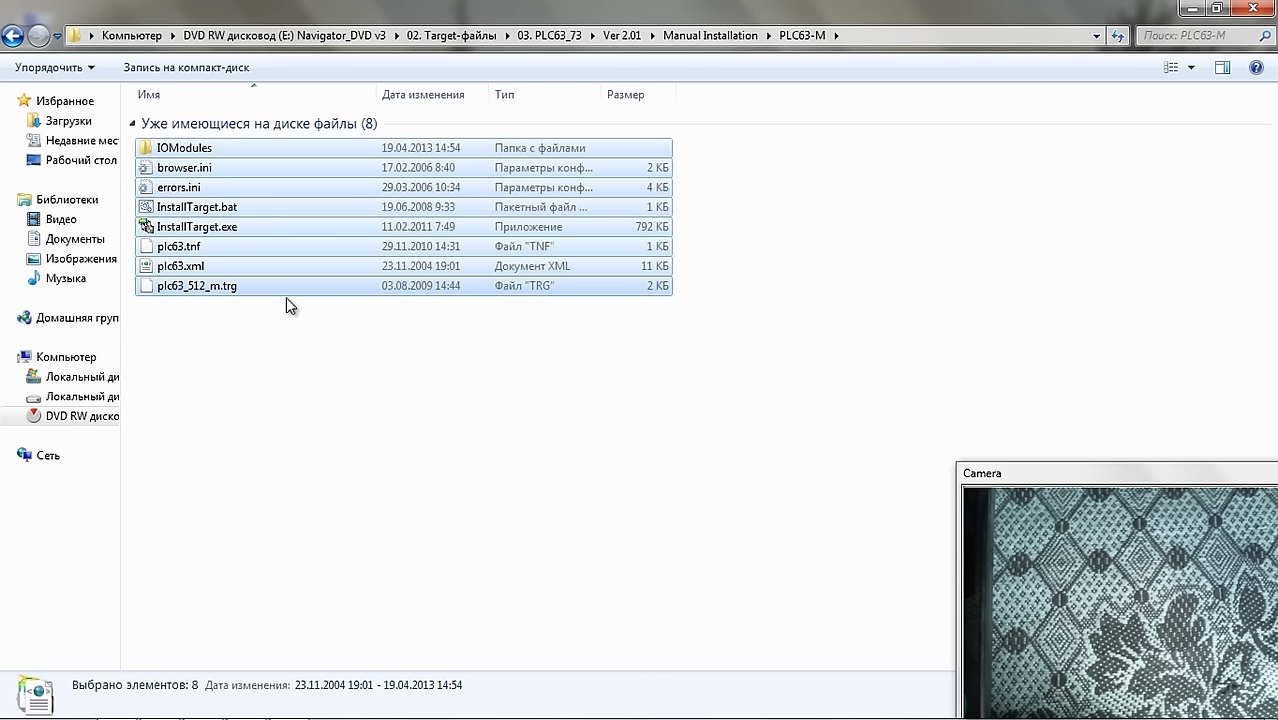 Компьютер DVD RW дисковод (E:) Navigator_DVD v3 02. Target-файлы 03. PLC63_73 Ver 2.01 Manual Installation PLC63-M Поиск: PLC63-M
Упорядочить Запись на компакт-диск
Имя Дата изменения Тип Размер
Уже имеющиеся на диске файлы (8)
IOModules 19.04.2013 14:54 Папка с файлами
browser.ini 17.02.2006 8:40 Параметры конф... 2 КБ
errors.ini 29.03.2006 10:34 Параметры конф... 4 КБ
InstallTarget.bat 19.06.2008 9:33 Пакетный файл ... 1 КБ
InstallTarget.exe 11.02.2011 7:49 Приложение 792 КБ
plc63.tnf 29.11.2010 14:31 Файл "TNF" 1 КБ
plc63.xml 23.11.2004 19:01 Документ XML 11 КБ
plc63_512_m.trg 03.08.2009 14:44 Файл "TRG" 2 КБ
Избранное
Загрузки
Недавние мес
Рабочий стол
Библиотеки
Видео
Документы
Изображения
Музыка
Домашняя груп
Компьютер
Локальный ди
Локальный ди
DVD RW диско
Сеть
Camera
Выбрано элементов: 8 Дата изменения: 23.11.2004 19:01 - 19.04.2013 14:54